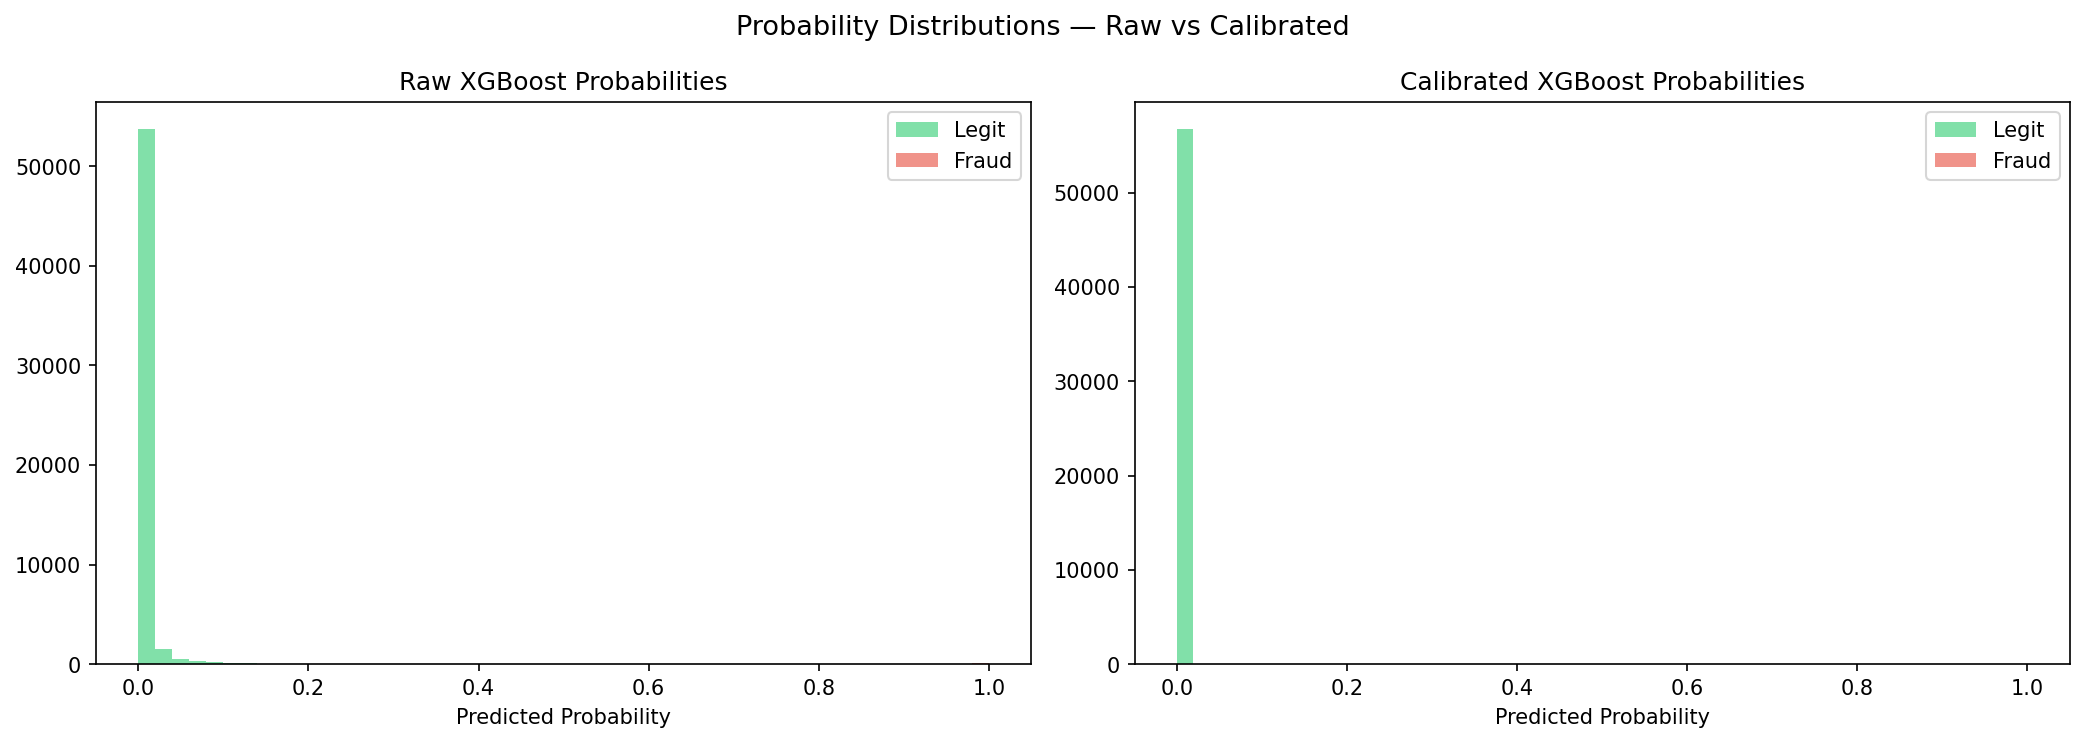 Probability Distributions — Raw vs Calibrated
Raw XGBoost Probabilities
50000
40000
30000
20000
10000
0
Legit
Fraud
0.0 0.2 0.4 0.6 0.8 1.0
Predicted Probability
Calibrated XGBoost Probabilities
50000
40000
30000
20000
10000
0
Legit
Fraud
0.0 0.2 0.4 0.6 0.8 1.0
Predicted Probability